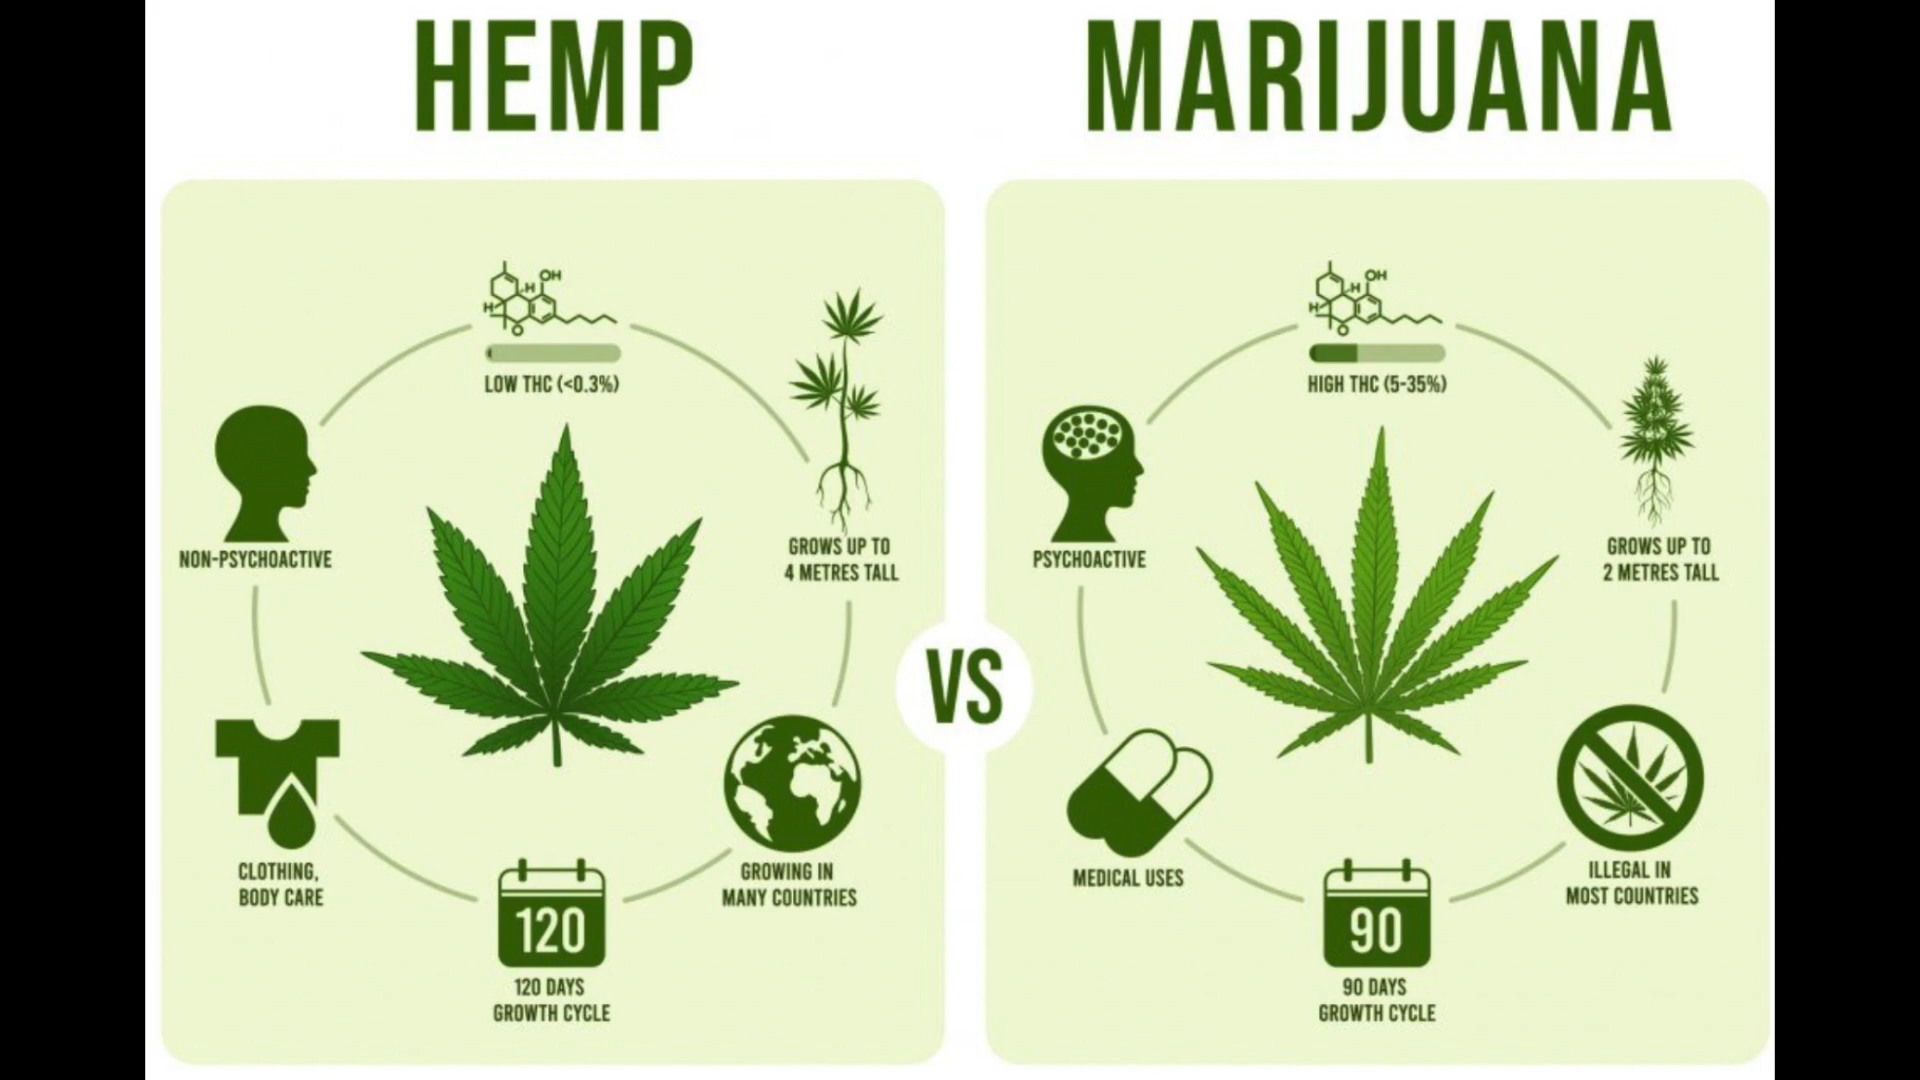 HEMP
MARIJUANA
OH
H
H
O
LOW THC (<0.3%)
NON-PSYCHOACTIVE
GROWS UP TO
4 METRES TALL
CLOTHING,
BODY CARE
GROWING IN
MANY COUNTRIES
120
120 DAYS
GROWTH CYCLE
VS
OH
H
H
O
HIGH THC (5-35%)
PSYCHOACTIVE
GROWS UP TO
2 METRES TALL
MEDICAL USES
ILLEGAL IN
MOST COUNTRIES
90
90 DAYS
GROWTH CYCLE